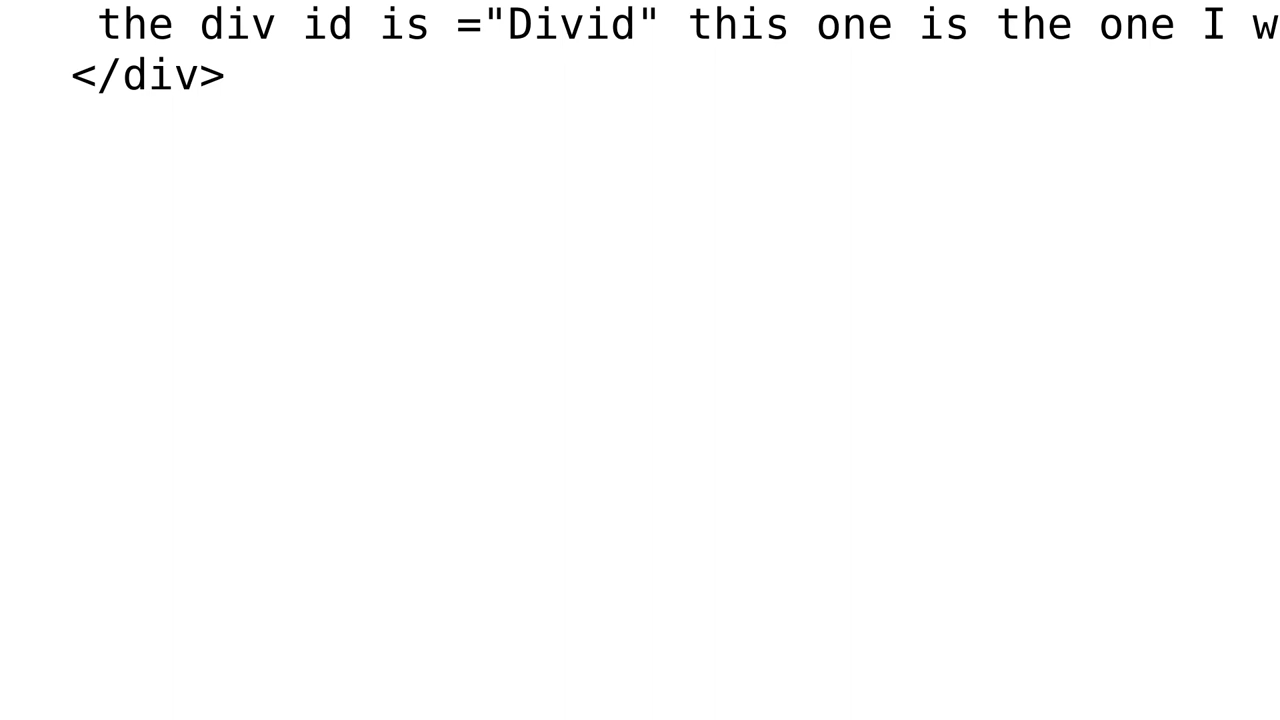 the div id is ="Divid" this one is the one I w
</div>